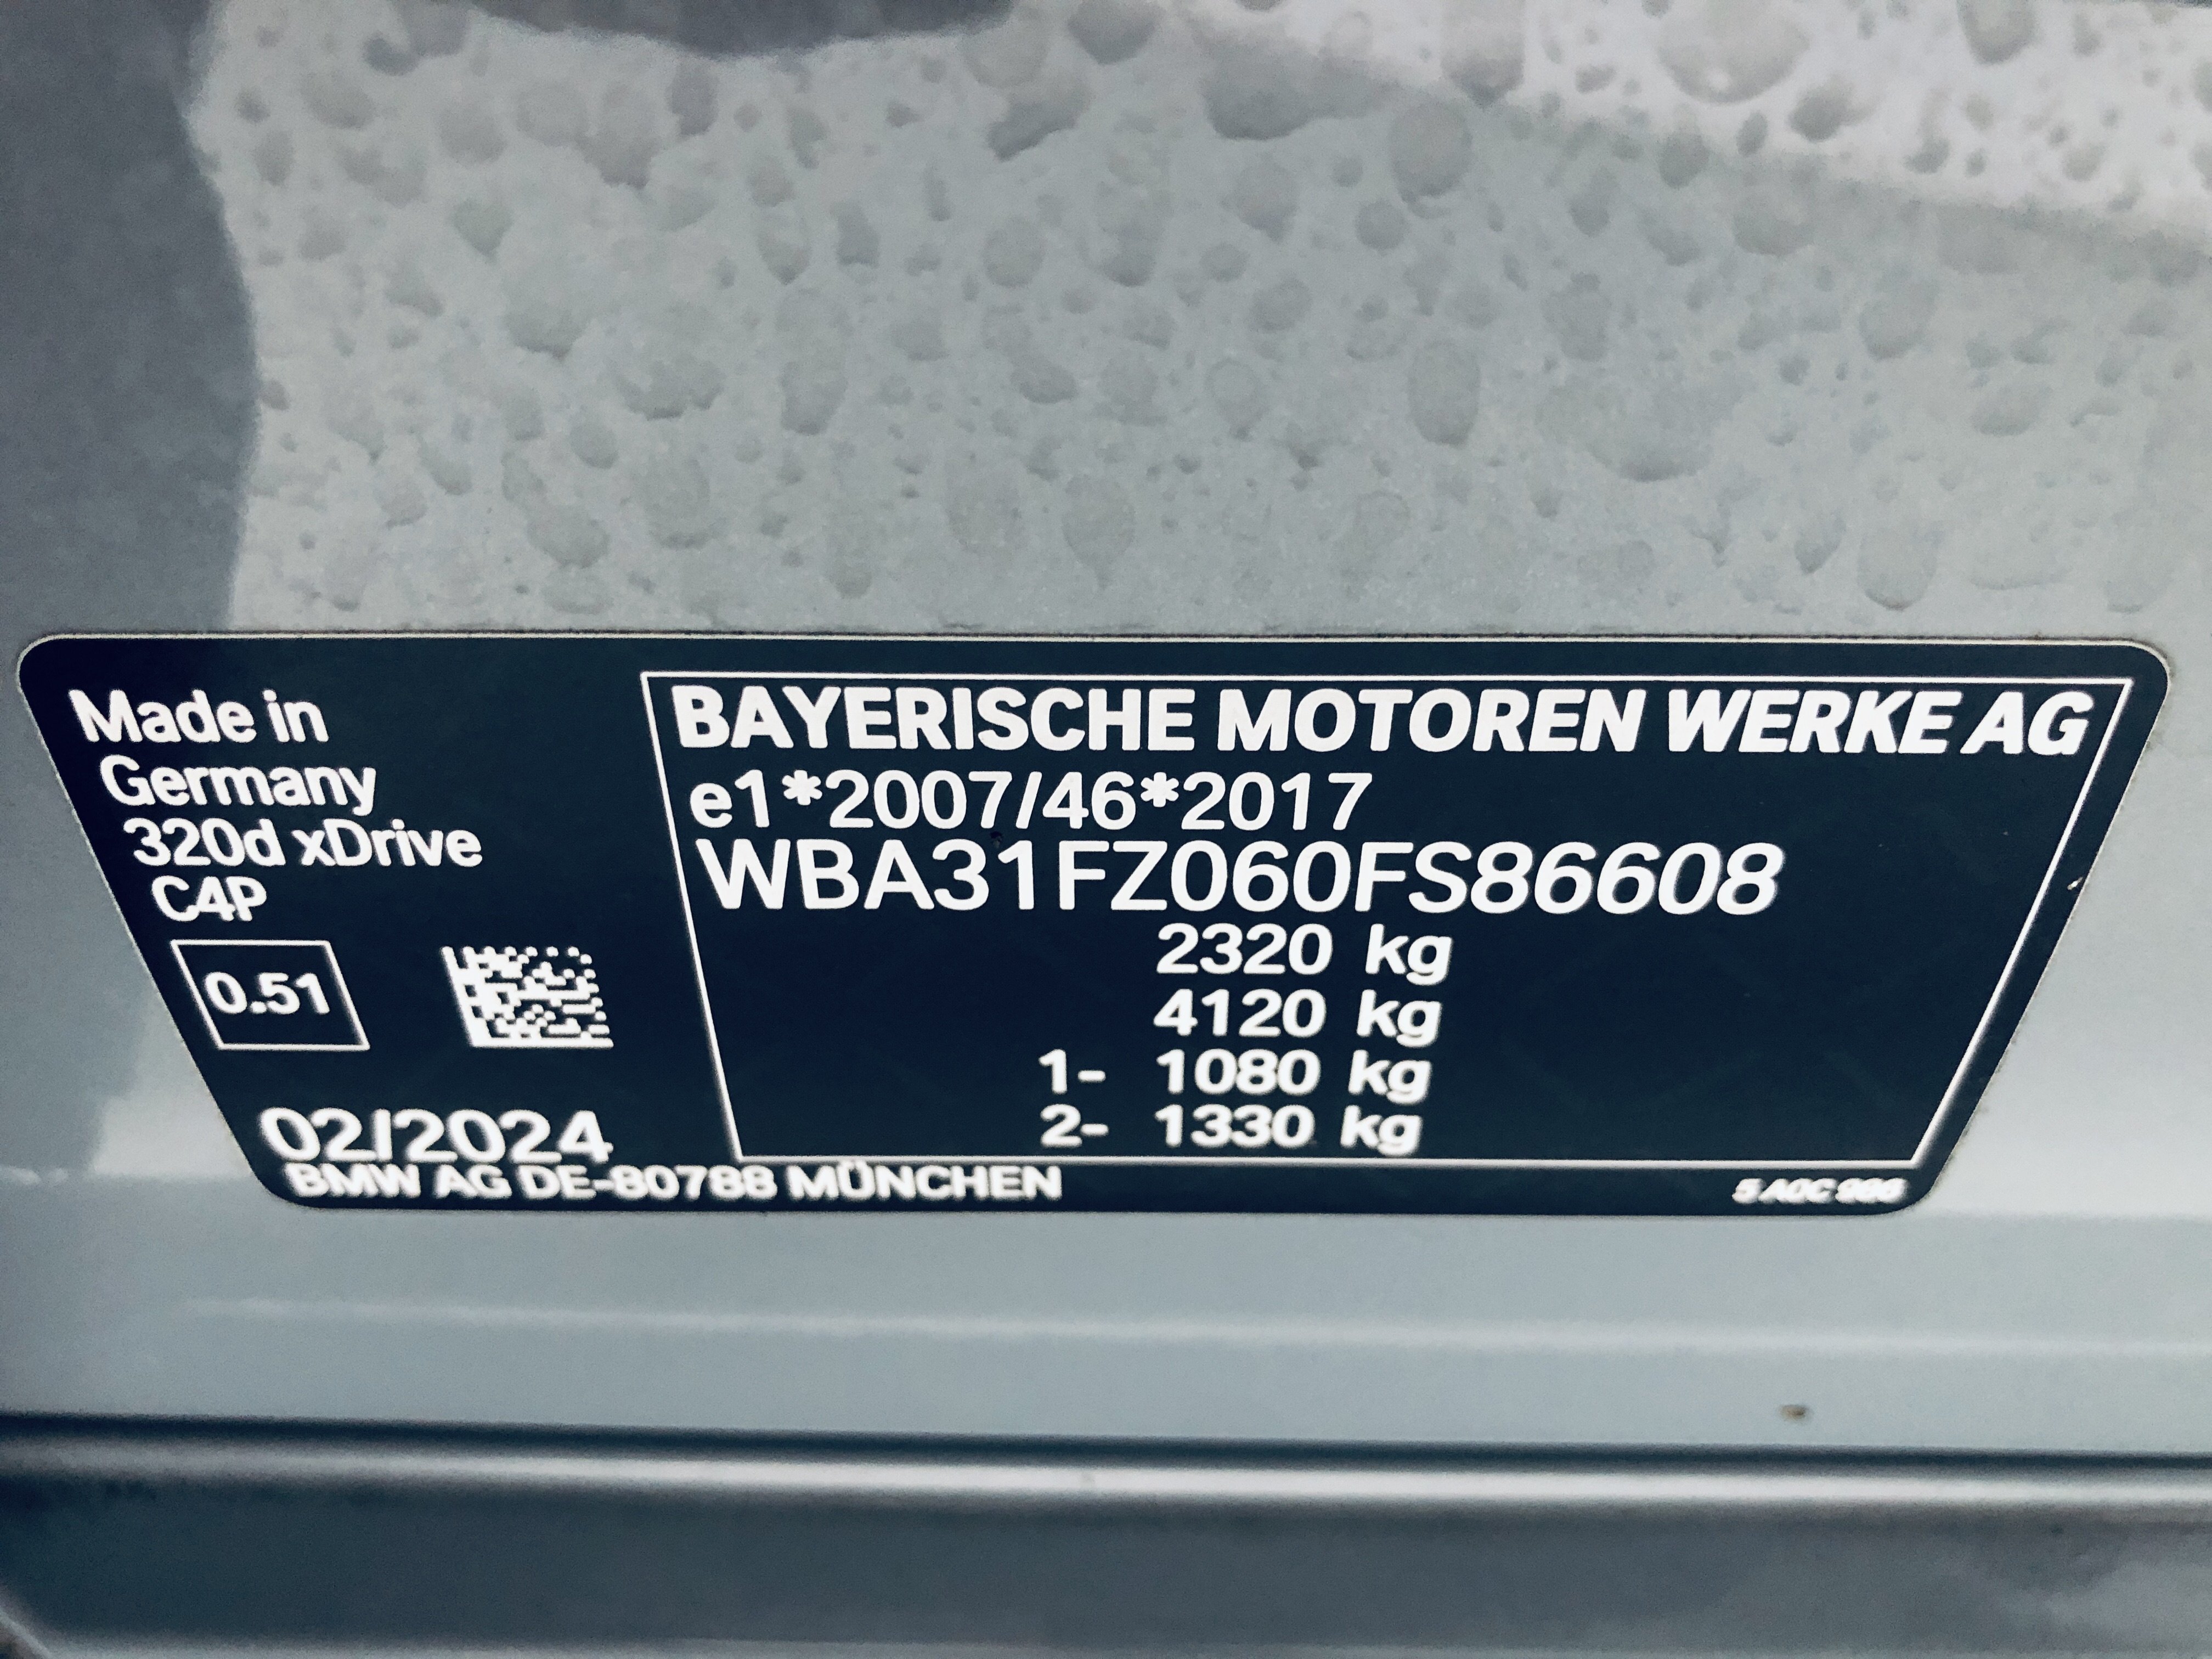 Made in
Germany
320d xDrive
C4P
0.51
02/2024
BAYERISCHE MOTOREN WERKE AG
e1*2007/46*2017
WBA31FZ060FS86608
2320 kg
4120 kg
1- 1080 kg
2- 1330 kg
BMW AG DE-80788 MÜNCHEN